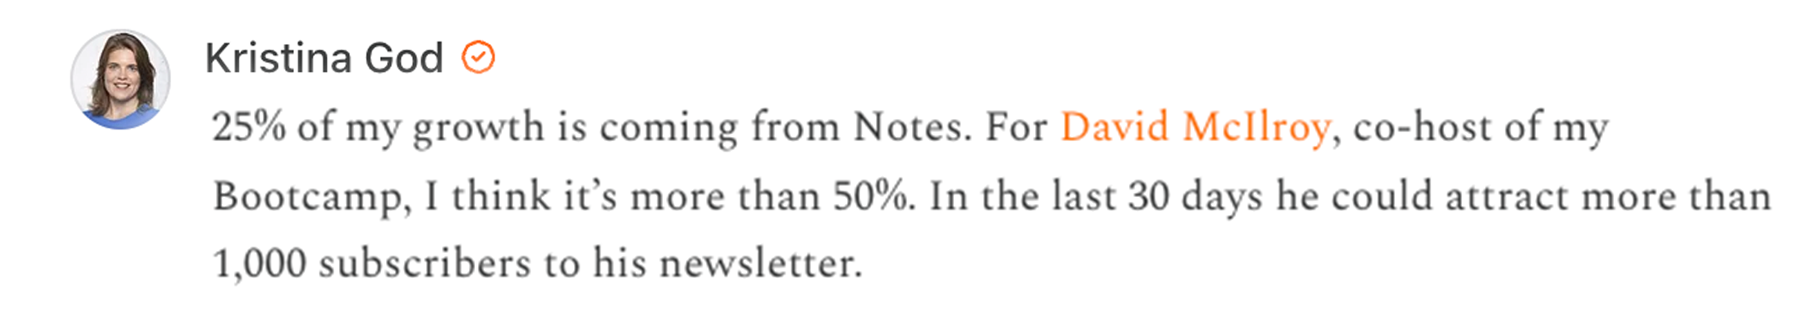 Kristina God
25% of my growth is coming from Notes. For David McIlroy, co-host of my
Bootcamp, I think it’s more than 50%. In the last 30 days he could attract more than
1,000 subscribers to his newsletter.